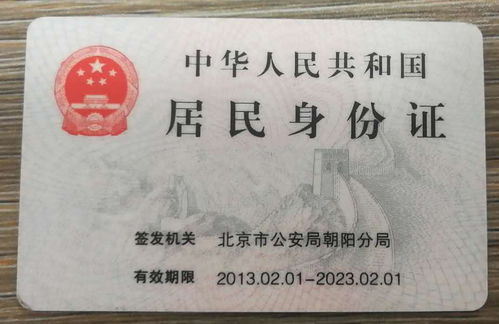 中华人民共和国
居民身份证
签发机关 北京市公安局朝阳分局
有效期限 2013.02.01-2023.02.01